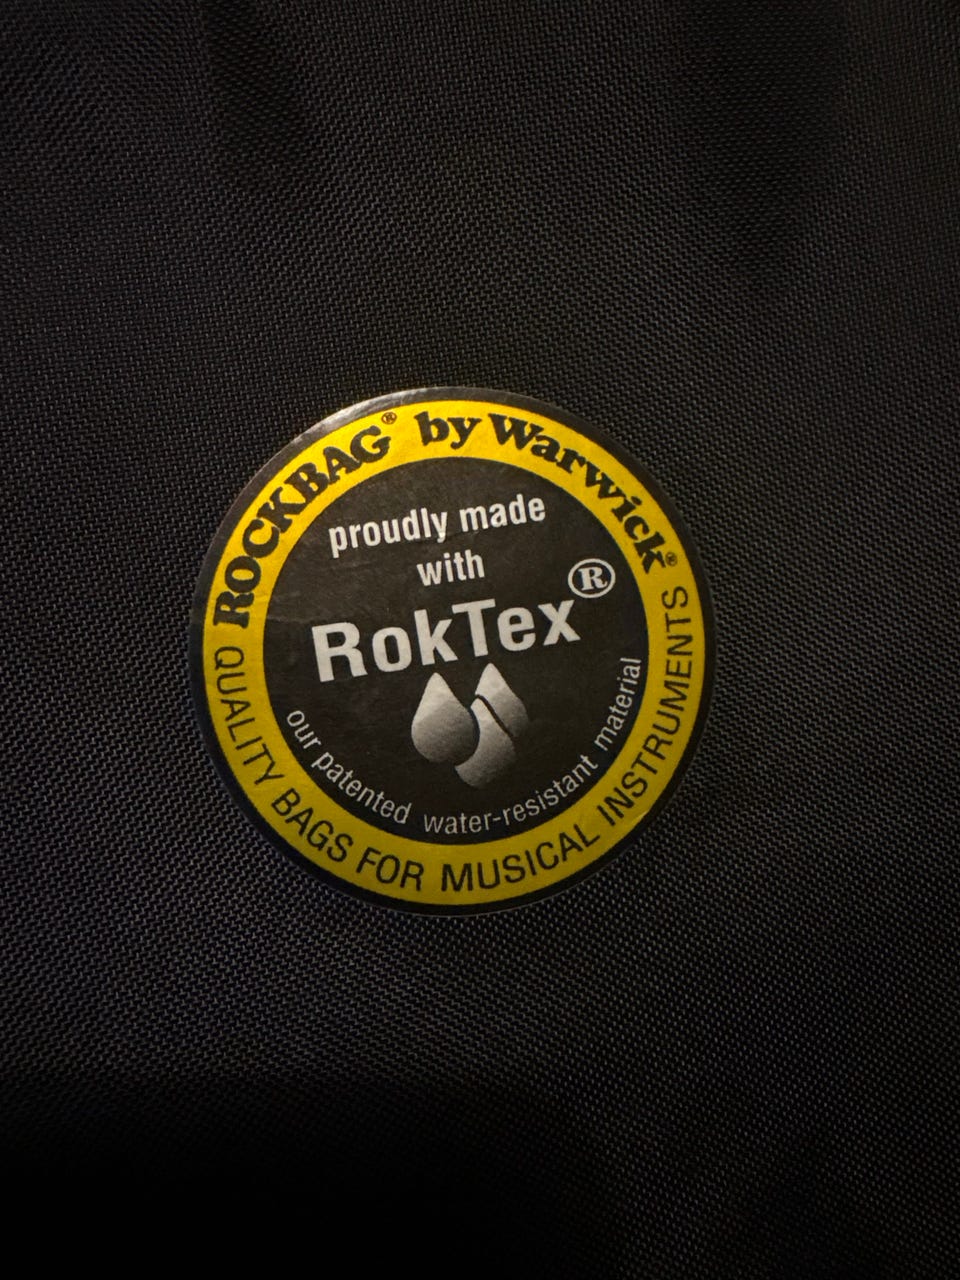 ROCKBAG® by Warwick®
proudly made
with
RokTex®
our patented water-resistant material
QUALITY BAGS FOR MUSICAL INSTRUMENTS